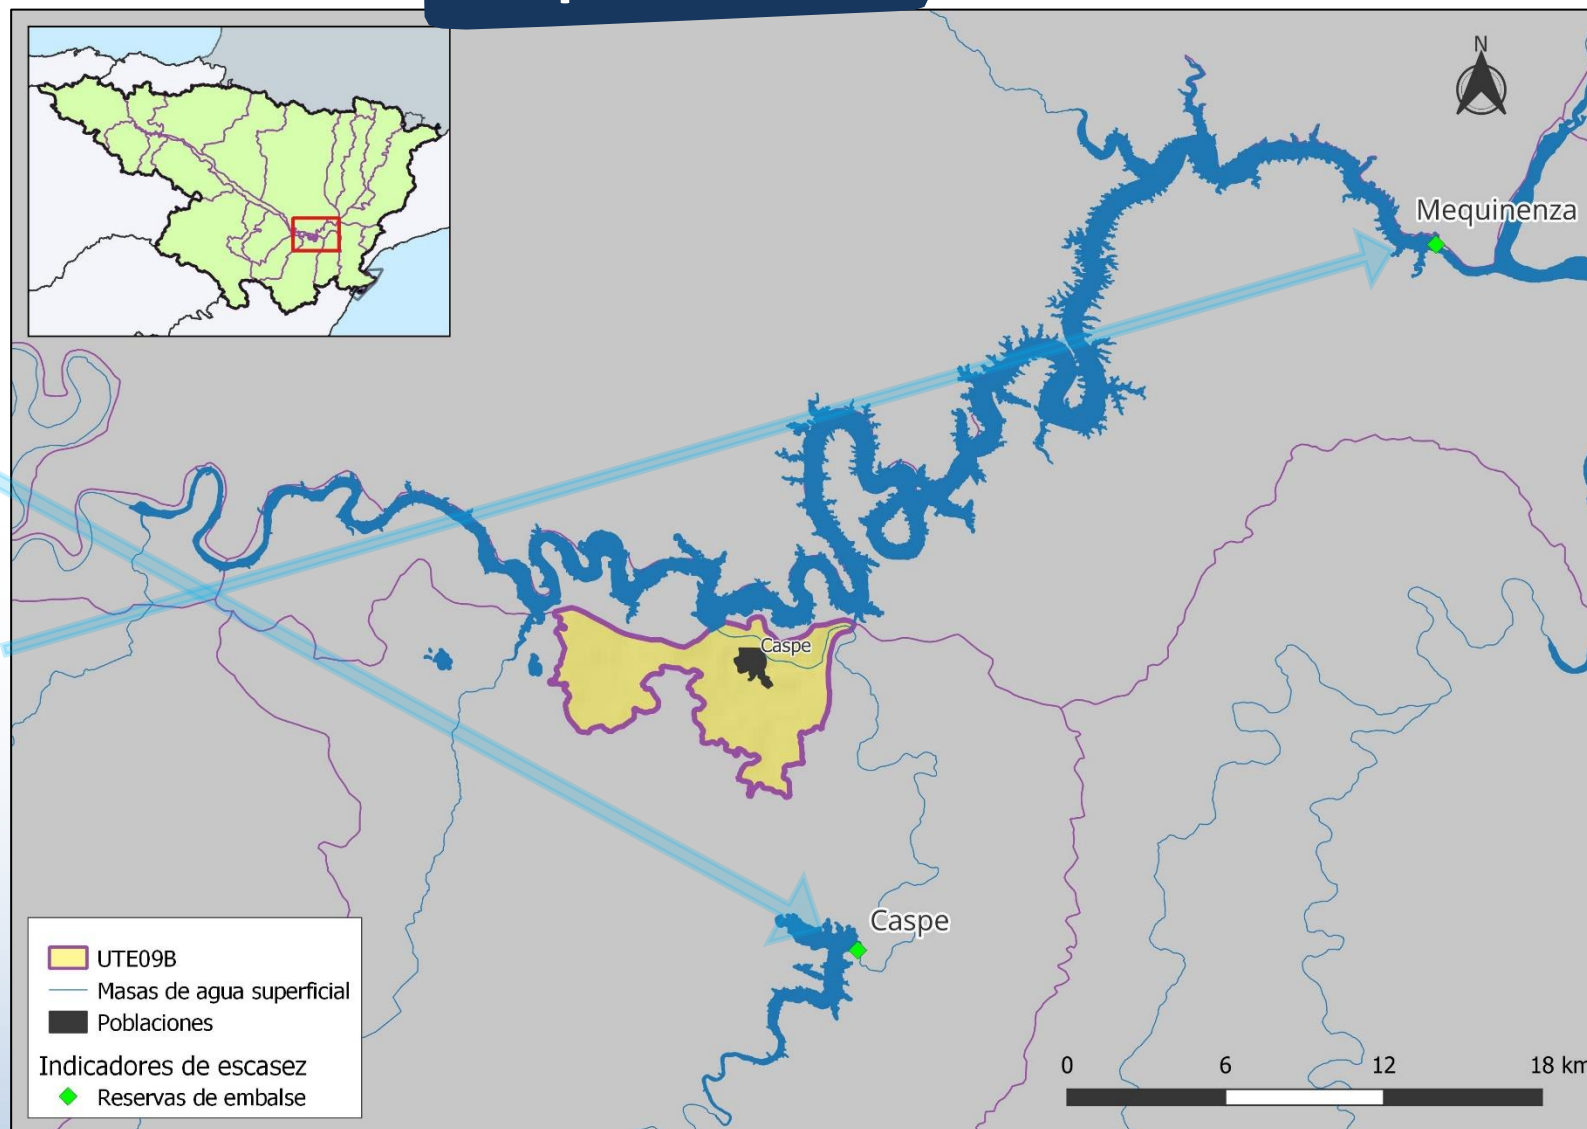 N
Mequinenza
Caspe
Caspe
UTE09B
Masas de agua superficial
Poblaciones
Indicadores de escasez
Reservas de embalse
0 6 12 18 km